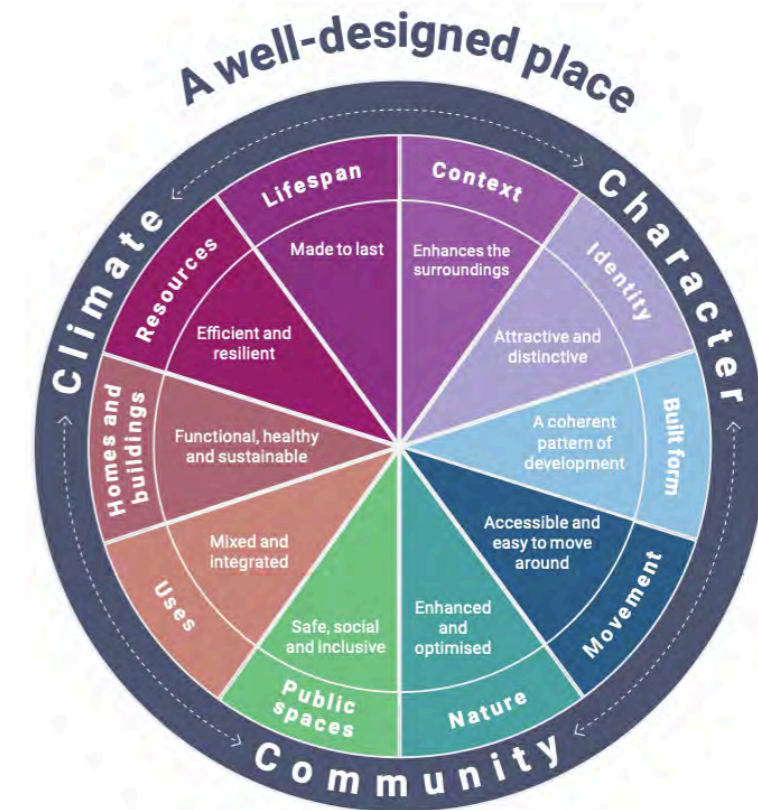 A well-designed place
Climate
Character
Community
Context
Enhances the
surroundings
Identity
Attractive and
distinctive
Built form
A coherent
pattern of
development
Movement
Accessible and
easy to move
around
Nature
Enhanced
and
optimised
Public
spaces
Safe, social
and inclusive
Uses
Mixed and
integrated
Homes and
buildings
Functional, healthy
and sustainable
Resources
Efficient and
resilient
Lifespan
Made to last